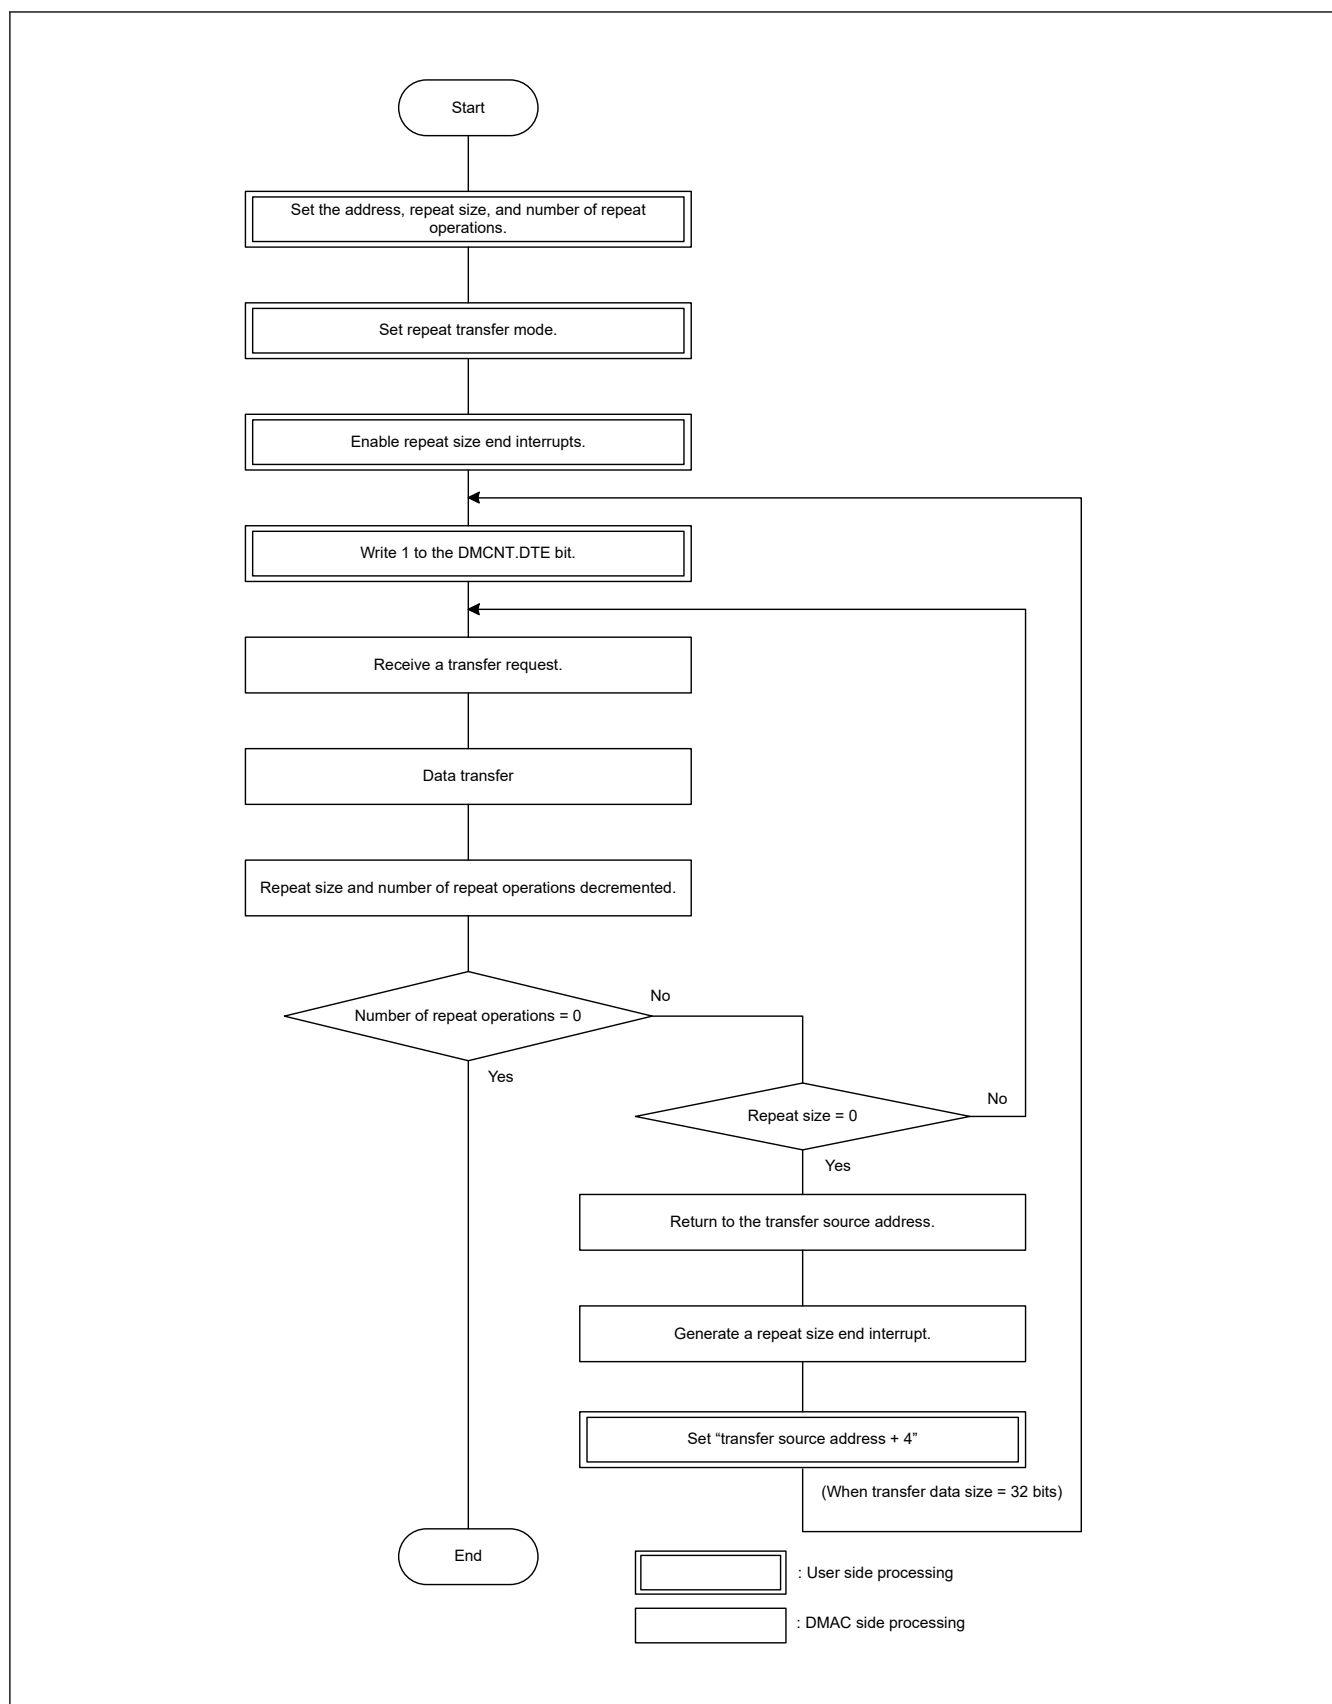 Start
Set the address, repeat size, and number of repeat
operations.
Set repeat transfer mode.
Enable repeat size end interrupts.
Write 1 to the DMCNT.DTE bit.
Receive a transfer request.
Data transfer
Repeat size and number of repeat operations decremented.
Number of repeat operations = 0
No
Yes
Repeat size = 0
No
Yes
Return to the transfer source address.
Generate a repeat size end interrupt.
Set “transfer source address + 4”
(When transfer data size = 32 bits)
End
: User side processing
: DMAC side processing